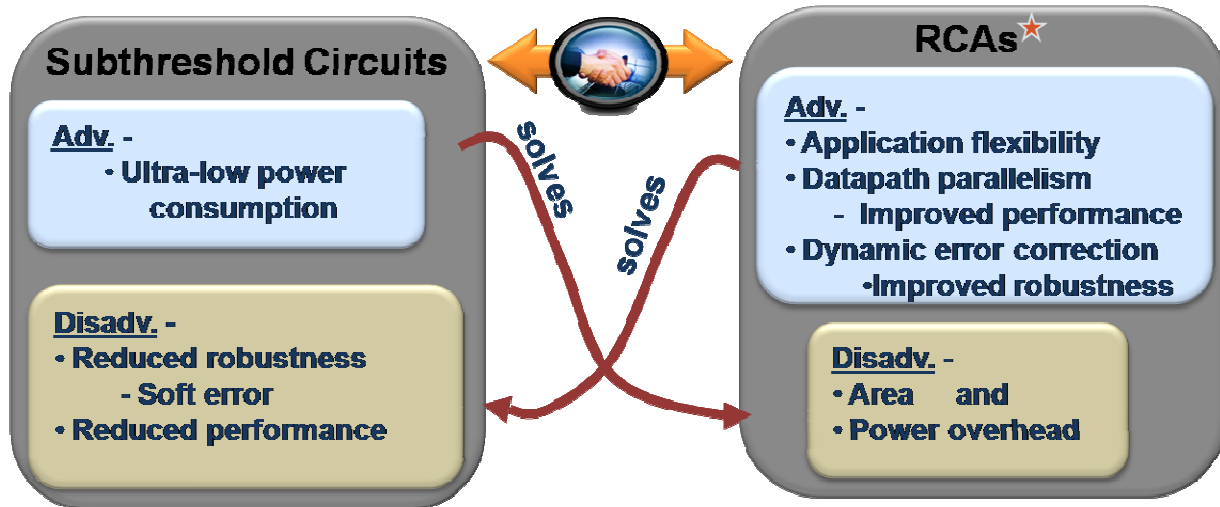 Subthreshold Circuits
Adv. -
• Ultra-low power
consumption
Disadv. -
• Reduced robustness
- Soft error
• Reduced performance
solves
solves
RCAs
Adv. -
• Application flexibility
• Datapath parallelism
- Improved performance
• Dynamic error correction
•Improved robustness
Disadv. -
• Area and
• Power overhead